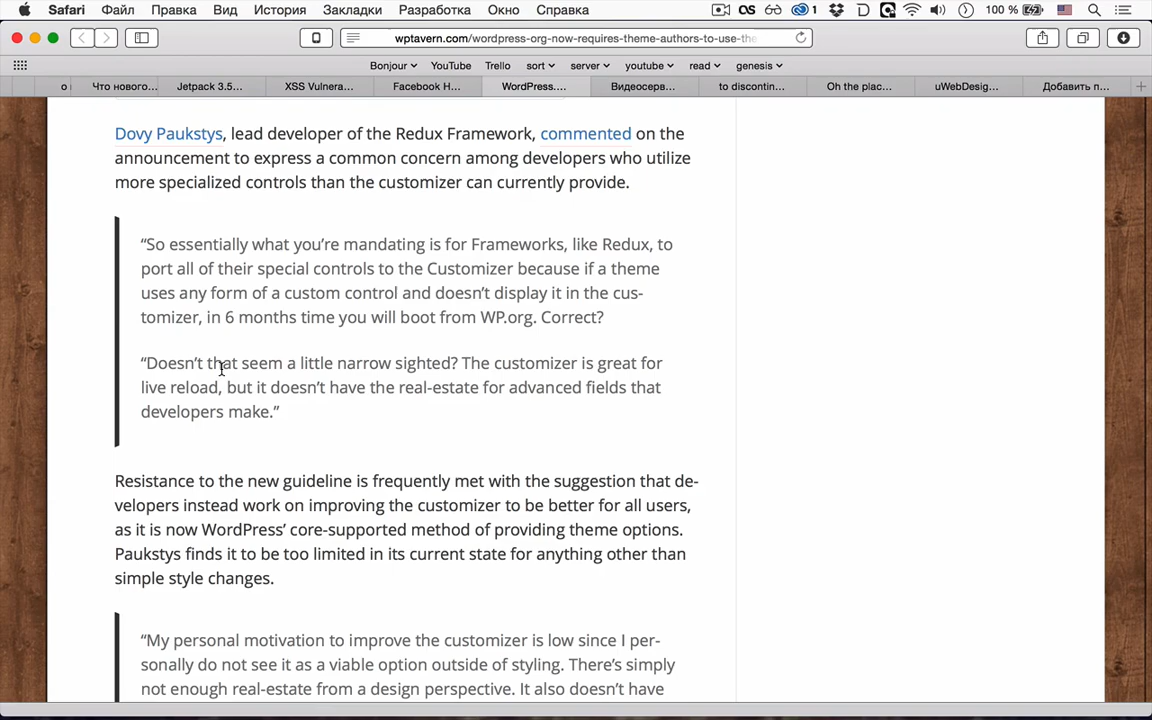 Safari Файл Правка Вид История Закладки Разработка Окно Справка 1 100 %
wptavern.com/wordpress-org-now-requires-theme-authors-to-use-the-
Bonjour YouTube Trello sort server youtube read genesis
о Что нового… Jetpack 3.5… XSS Vulnera… Facebook H… WordPress.… Видеосерв… to discontin… Oh the plac… uWebDesig… Добавить п…
Dovy Paukstys, lead developer of the Redux Framework, commented on the
announcement to express a common concern among developers who utilize
more specialized controls than the customizer can currently provide.
“So essentially what you’re mandating is for Frameworks, like Redux, to
port all of their special controls to the Customizer because if a theme
uses any form of a custom control and doesn’t display it in the cus-
tomizer, in 6 months time you will boot from WP.org. Correct?
“Doesn’t that seem a little narrow sighted? The customizer is great for
live reload, but it doesn’t have the real-estate for advanced fields that
developers make.”
Resistance to the new guideline is frequently met with the suggestion that de-
velopers instead work on improving the customizer to be better for all users,
as it is now WordPress’ core-supported method of providing theme options.
Paukstys finds it to be too limited in its current state for anything other than
simple style changes.
“My personal motivation to improve the customizer is low since I per-
sonally do not see it as a viable option outside of styling. There’s simply
not enough real-estate from a design perspective. It also doesn’t have